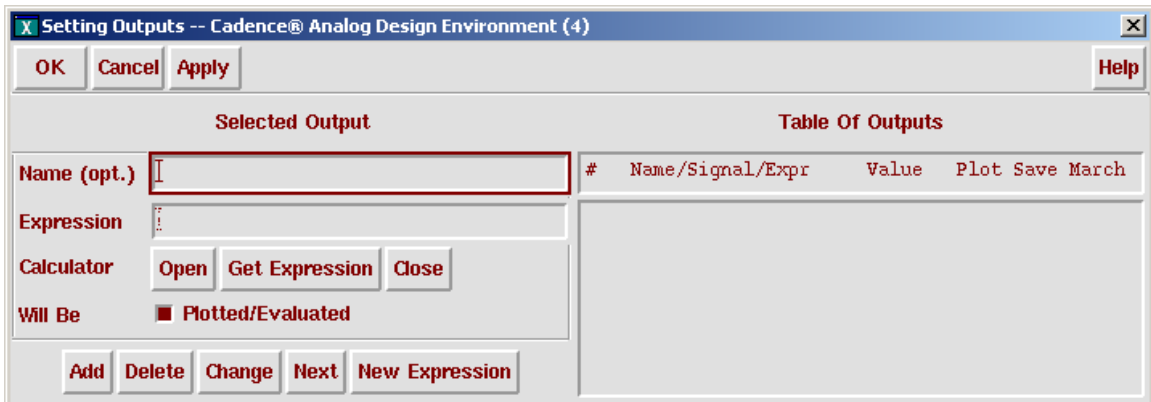 X Setting Outputs -- Cadence® Analog Design Environment (4)
OK Cancel Apply Help
Selected Output Table Of Outputs
Name (opt.) # Name/Signal/Expr Value Plot Save March
Expression
Calculator Open Get Expression Close
Will Be Plotted/Evaluated
Add Delete Change Next New Expression